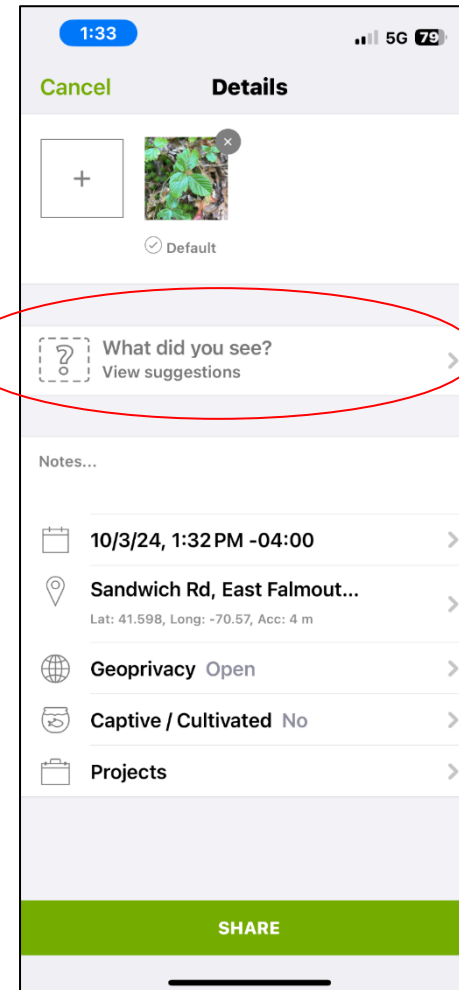 1:33 5G 79
Cancel Details
+
Default
?
What did you see?
View suggestions
Notes...
10/3/24, 1:32 PM -04:00
Sandwich Rd, East Falmout...
Lat: 41.598, Long: -70.57, Acc: 4 m
Geoprivacy Open
Captive / Cultivated No
Projects
SHARE